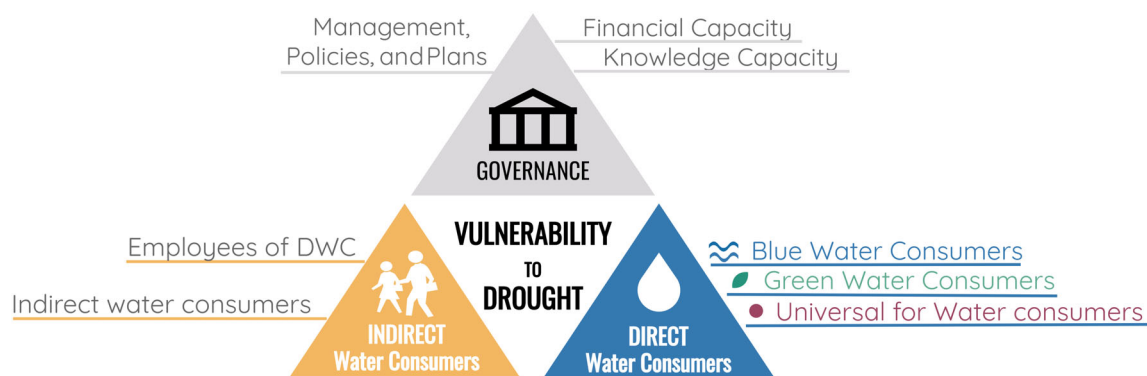 Management,
Policies, and Plans
Financial Capacity
Knowledge Capacity
GOVERNANCE
VULNERABILITY
TO
DROUGHT
Employees of DWC
Indirect water consumers
INDIRECT
Water Consumers
Blue Water Consumers
Green Water Consumers
Universal for Water consumers
DIRECT
Water Consumers